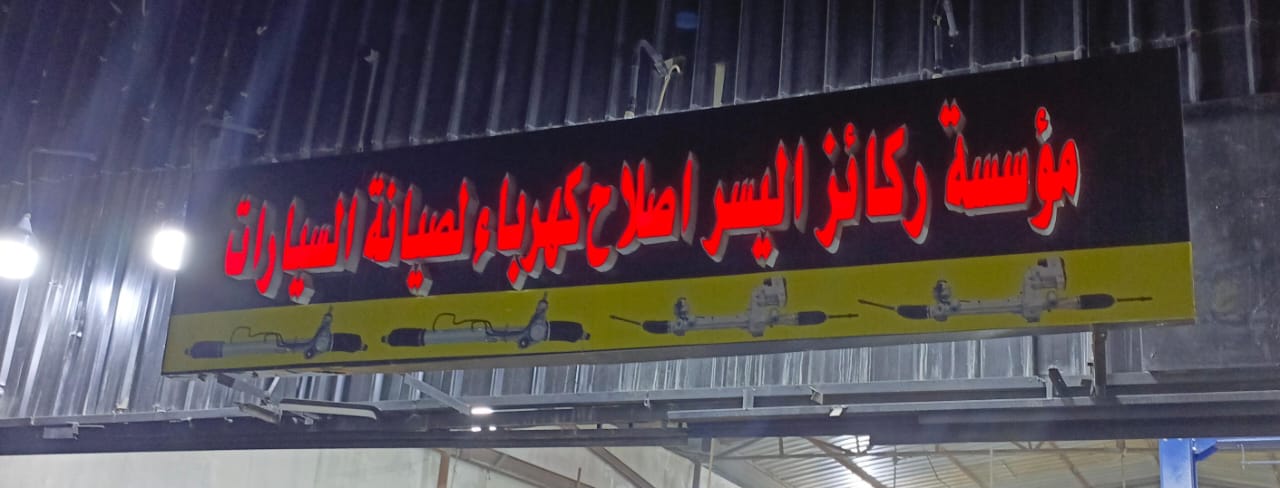 مؤسسة ركائز اليسر اصلاح كهرباء لصيانة السيارات